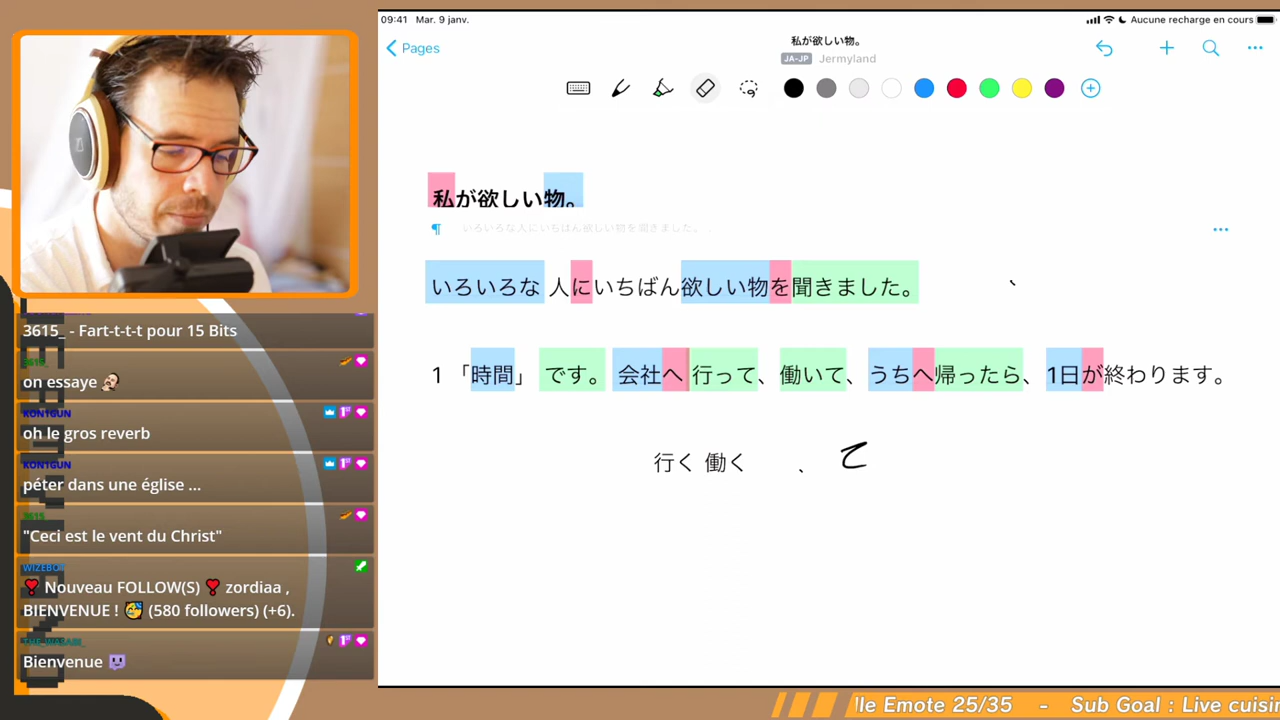 09:41 Mar. 9 janv.
Aucune recharge en cours
Pages
私が欲しい物。
JA-JP Jermyland
私が欲しい物。
いろいろな人にいちばん欲しい物を聞きました。
いろいろな 人にいちばん欲しい物を聞きました。
1 「時間」 です。 会社へ 行って、働いて、うちへ帰ったら、1日が終わります。
行く 働く 、 て
3615_ - Fart-t-t-t pour 15 Bits
3615_
on essaye
KON1GUN
oh le gros reverb
KON1GUN
péter dans une église ...
3615_
"Ceci est le vent du Christ"
WIZEBOT
Nouveau FOLLOW(S) zordiaa ,
BIENVENUE ! (580 followers) (+6).
THE_WASABI_
Bienvenue
lle Emote 25/35 - Sub Goal : Live cuisin